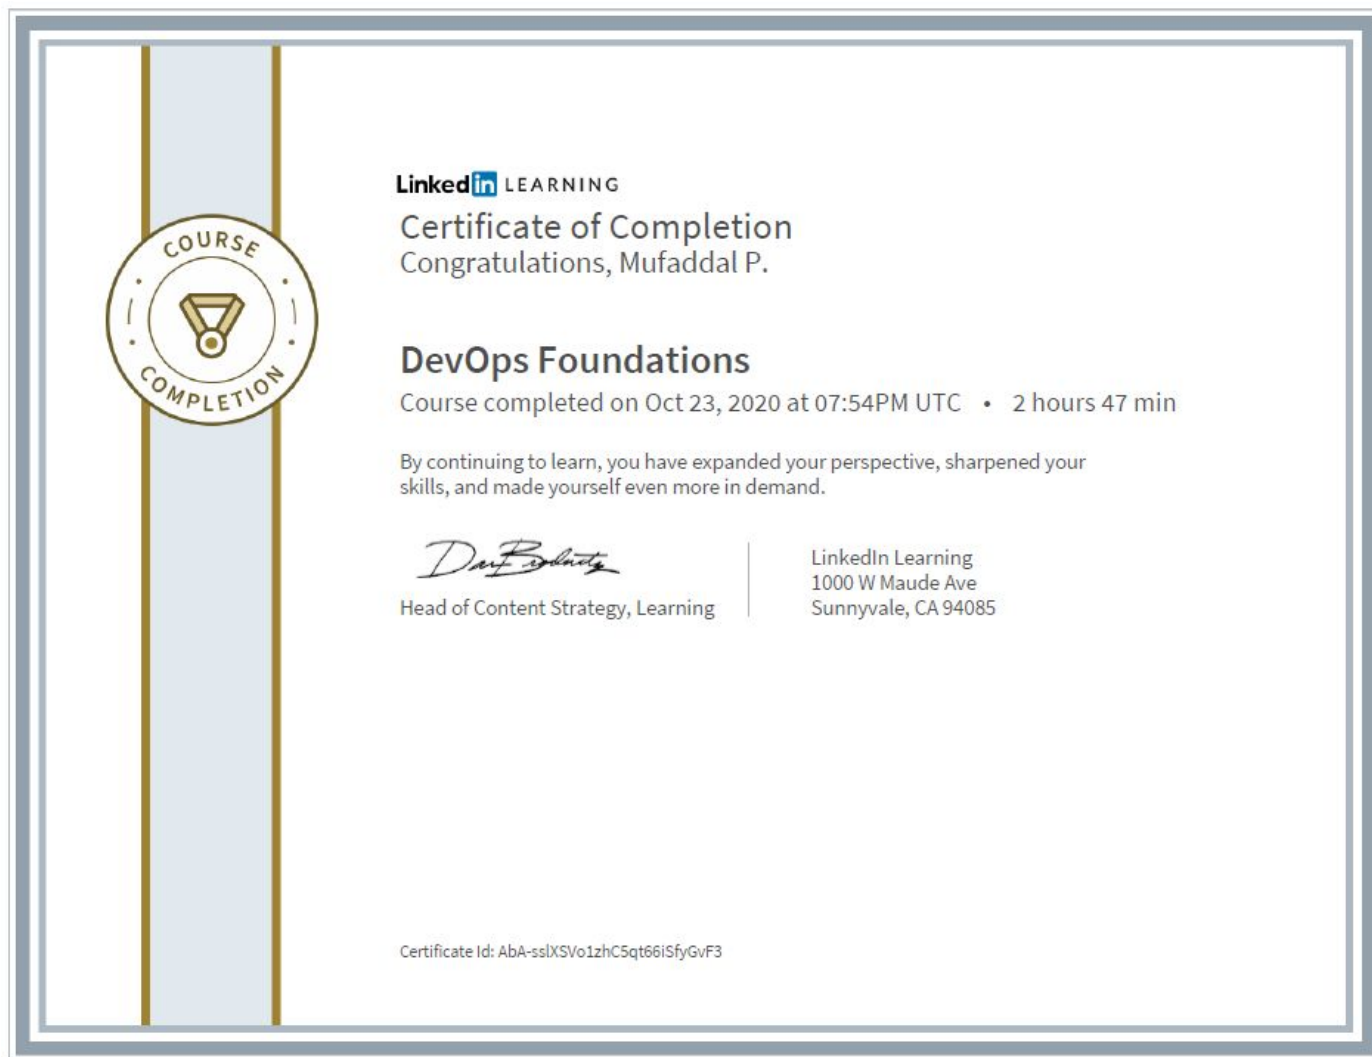 LinkedIn LEARNING
Certificate of Completion
Congratulations, Mufaddal P.
COURSE
COMPLETION
DevOps Foundations
Course completed on Oct 23, 2020 at 07:54PM UTC • 2 hours 47 min
By continuing to learn, you have expanded your perspective, sharpened your
skills, and made yourself even more in demand.
Head of Content Strategy, Learning
LinkedIn Learning
1000 W Maude Ave
Sunnyvale, CA 94085
Certificate Id: AbA-sslXSVo1zhC5qt66iSfyGvF3